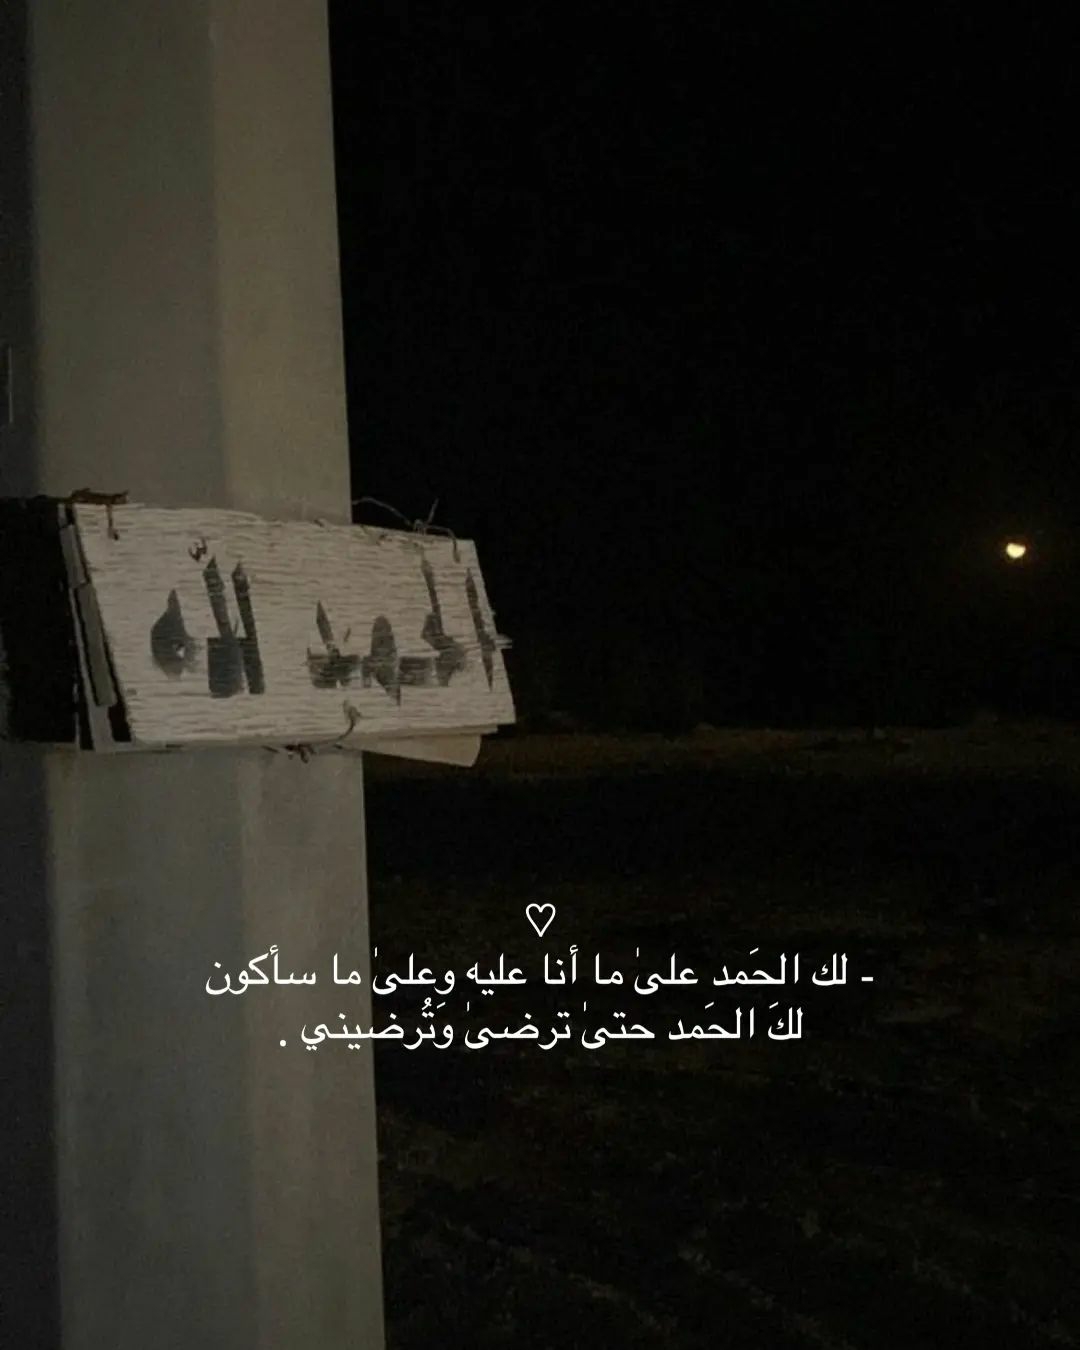 الحمد لله
♡
- لك الحَمد علىٰ ما أنا عليه وعلىٰ ما سأكون
لكَ الحَمد حتىٰ ترضىٰ وَتُرضيني .